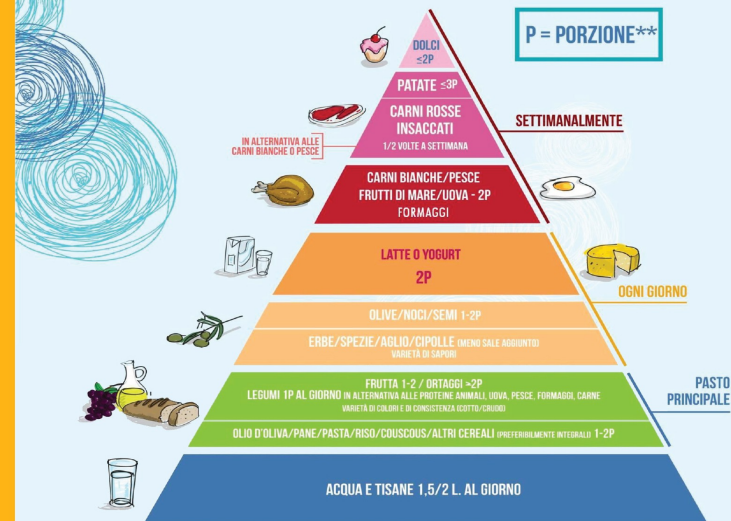 P = PORZIONE**
DOLCI
≤2P
PATATE ≤3P
CARNI ROSSE
INSACCATI
1/2 VOLTE A SETTIMANA
SETTIMANALMENTE
IN ALTERNATIVA ALLE
CARNI BIANCHE O PESCE
CARNI BIANCHE/PESCE
FRUTTI DI MARE/UOVA - 2P
FORMAGGI
LATTE O YOGURT
2P
OGNI GIORNO
OLIVE/NOCI/SEMI 1-2P
ERBE/SPEZIE/AGLIO/CIPOLLE (MENO SALE AGGIUNTO)
VARIETÀ DI SAPORI
PASTO
PRINCIPALE
FRUTTA 1-2 / ORTAGGI ≥2P
LEGUMI 1P AL GIORNO IN ALTERNATIVA ALLE PROTEINE ANIMALI, UOVA, PESCE, FORMAGGI, CARNE
VARIETÀ DI COLORI E DI CONSISTENZA (COTTO/CRUDO)
OLIO D'OLIVA/PANE/PASTA/RISO/COUSCOUS/ALTRI CEREALI (PREFERIBILMENTE INTEGRALI) 1-2P
ACQUA E TISANE 1,5/2 L. AL GIORNO